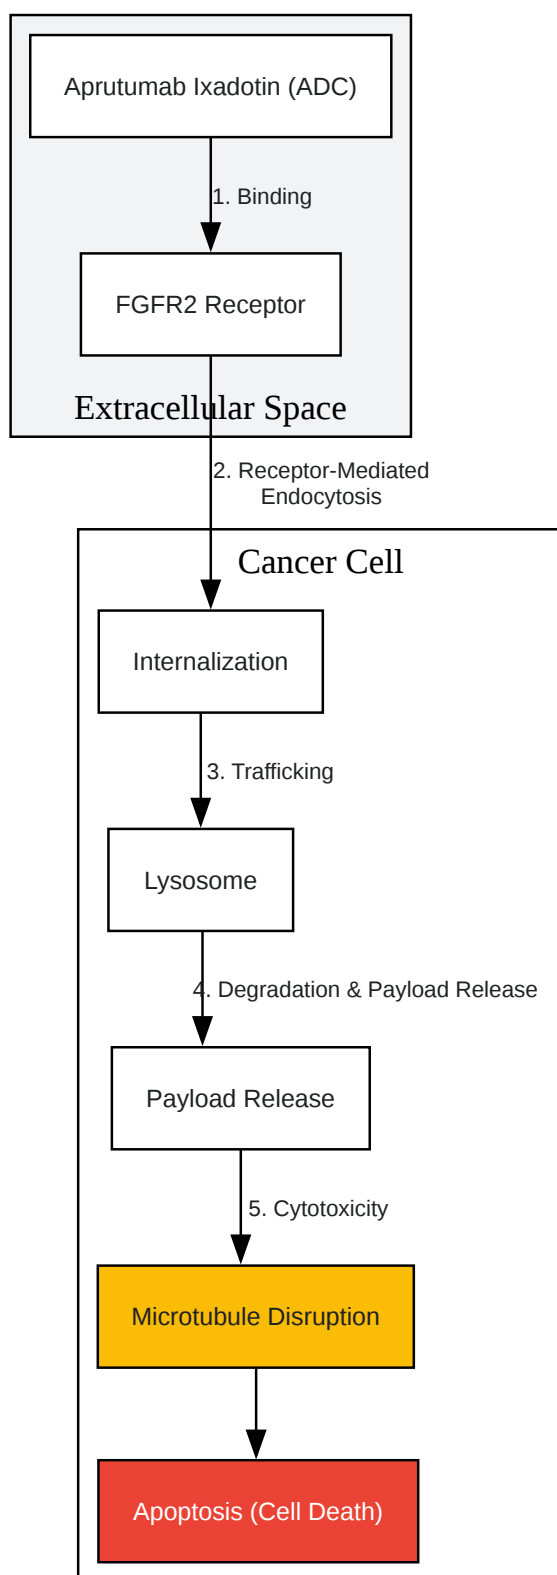 Aprutumab Ixadotin (ADC)
1. Binding
FGFR2 Receptor
Extracellular Space
2. Receptor-Mediated
Endocytosis
Cancer Cell
Internalization
3. Trafficking
Lysosome
4. Degradation & Payload Release
Payload Release
5. Cytotoxicity
Microtubule Disruption
Apoptosis (Cell Death)